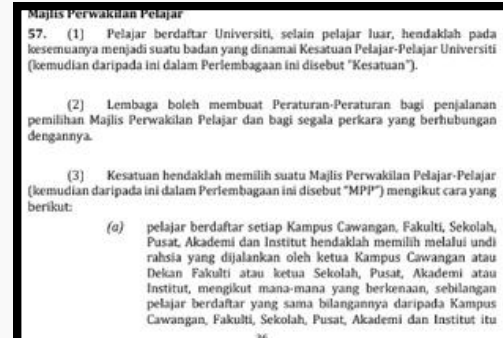 Majlis Perwakilan Pelajar
57. (1) Pelajar berdaftar Universiti, selain pelajar luar, hendaklah pada
kesemuanya menjadi suatu badan yang dinamai Kesatuan Pelajar-Pelajar Universiti
(kemudian daripada ini dalam Perlembagaan ini disebut "Kesatuan").
(2) Lembaga boleh membuat Peraturan-Peraturan bagi penjalanan
pemilihan Majlis Perwakilan Pelajar dan bagi segala perkara yang berhubungan
dengannya.
(3) Kesatuan hendaklah memilih suatu Majlis Perwakilan Pelajar-Pelajar
(kemudian daripada ini dalam Perlembagaan ini disebut "MPP") mengikut cara yang
berikut:
(a) pelajar berdaftar setiap Kampus Cawangan, Fakulti, Sekolah,
Pusat, Akademi dan Institut hendaklah memilih melalui undi
rahsia yang dijalankan oleh ketua Kampus Cawangan atau
Dekan Fakulti atau ketua Sekolah, Pusat, Akademi atau
Institut, mengikut mana-mana yang berkenaan, sebilangan
pelajar berdaftar yang sama bilangannya daripada Kampus
Cawangan, Fakulti, Sekolah, Pusat, Akademi dan Institut itu